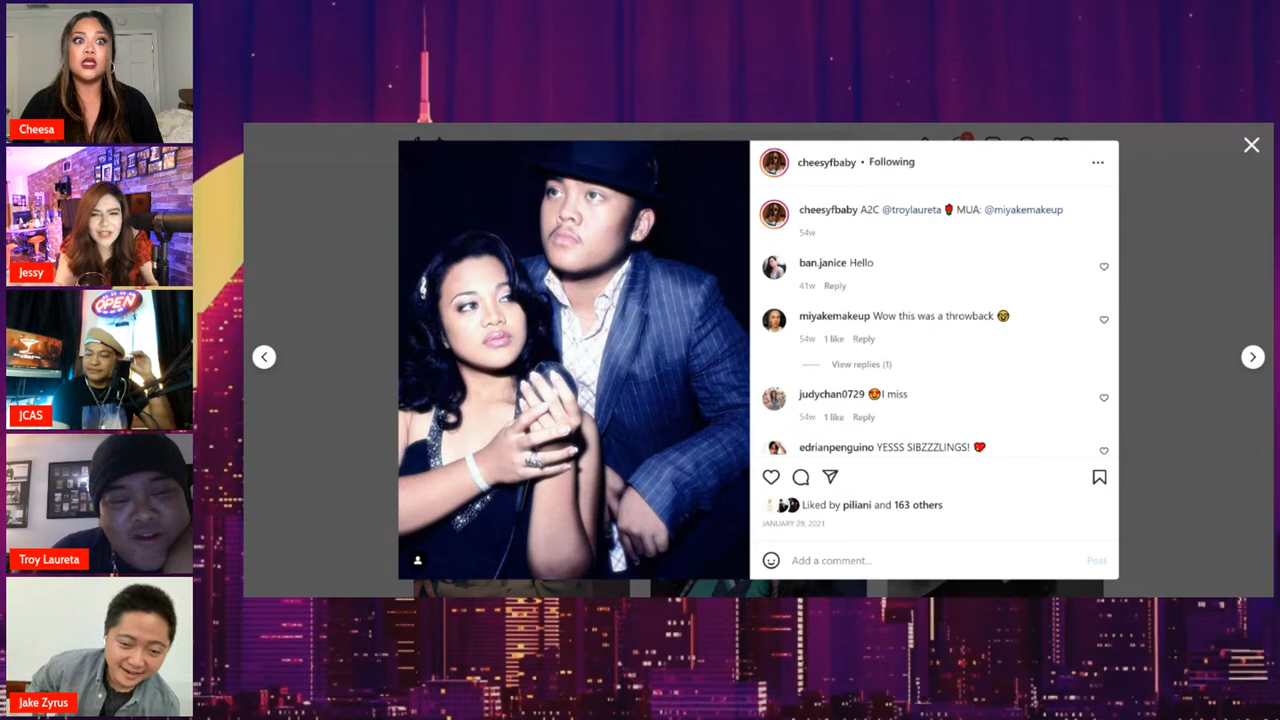 Cheesa
Jessy
OPEN
JCAS
Troy Laureta
Jake Zyrus
cheesyfbaby • Following
cheesyfbaby A2C @troylaureta 🌹 MUA: @miyakemakeup
54w
ban.janice Hello
41w Reply
miyakemakeup Wow this was a throwback 😂
54w 1 like Reply
View replies (1)
judychan0729 😍I miss
54w 1 like Reply
edrianpenguino YESSS SIBZZZLINGS! ❤️
Liked by piliani and 163 others
JANUARY 29, 2021
Add a comment...
Post